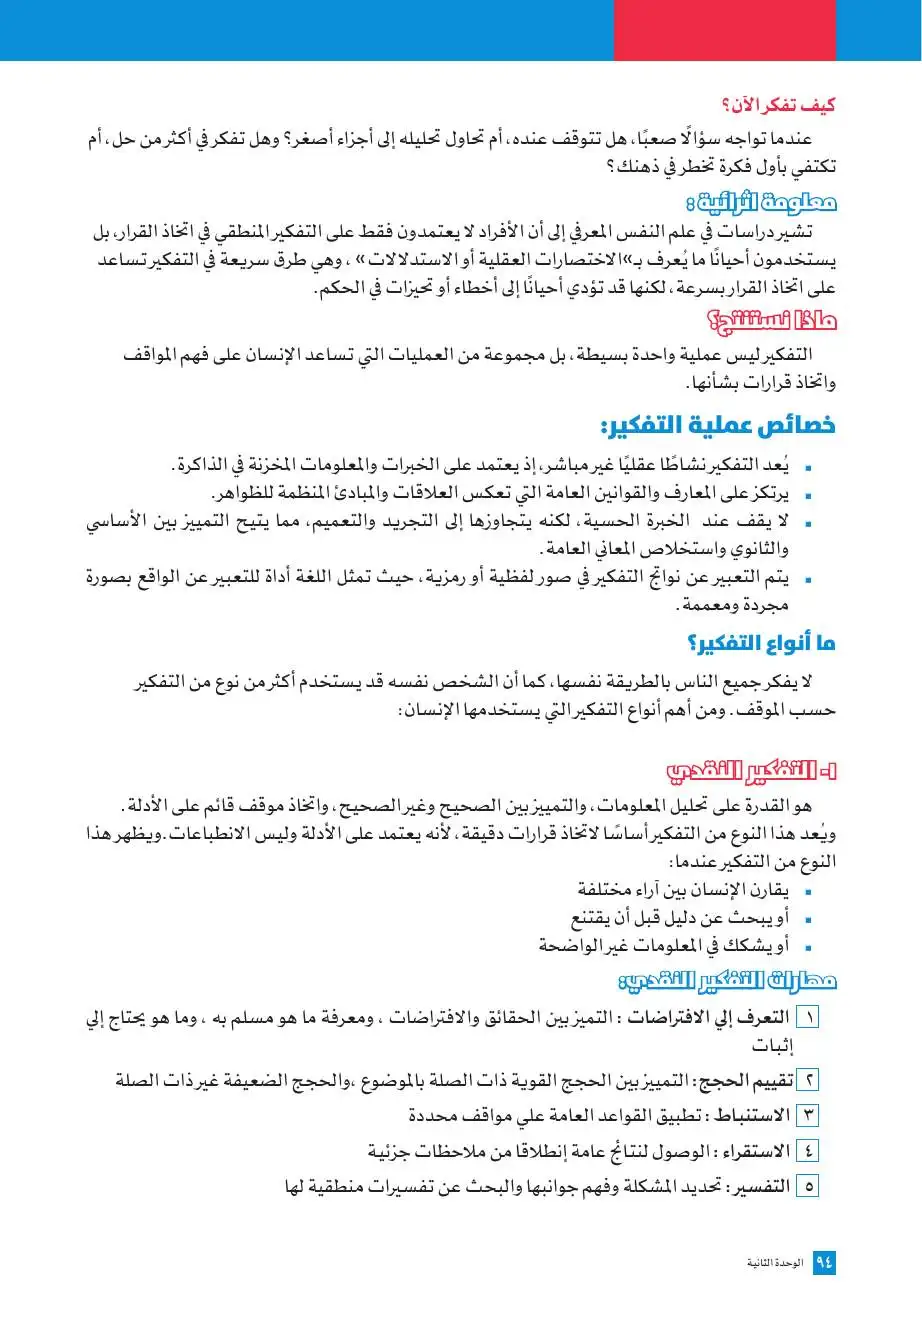 كيف تفكر الآن؟
عندما تواجه سؤالًا صعبًا، هل تتوقف عنده، أم تحاول تحليله إلى أجزاء أصغر؟ وهل تفكر في أكثر من حل، أم
تكتفي بأول فكرة تخطر في ذهنك؟
معلومة اثرائية :
تشير دراسات في علم النفس المعرفي إلى أن الأفراد لا يعتمدون فقط على التفكير المنطقي في اتخاذ القرار، بل
يستخدمون أحيانًا ما يُعرف بـ»الاختصارات العقلية أو الاستدلالات» ، وهي طرق سريعة في التفكير تساعد
على اتخاذ القرار بسرعة، لكنها قد تؤدي أحيانًا إلى أخطاء أو تحيزات في الحكم.
ماذا نستنتج؟
التفكير ليس عملية واحدة بسيطة، بل مجموعة من العمليات التي تساعد الإنسان على فهم المواقف
واتخاذ قرارات بشأنها.
خصائص عملية التفكير:
▪ يُعد التفكير نشاطًا عقليًا غير مباشر، إذ يعتمد على الخبرات والمعلومات المخزنة في الذاكرة.
▪ يرتكز على المعارف والقوانين العامة التي تعكس العلاقات والمبادئ المنظمة للظواهر.
▪ لا يقف عند الخبرة الحسية، لكنه يتجاوزها إلى التجريد والتعميم، مما يتيح التمييز بين الأساسي
والثانوي واستخلاص المعاني العامة.
▪ يتم التعبير عن نواتج التفكير في صور لفظية أو رمزية، حيث تمثل اللغة أداة للتعبير عن الواقع بصورة
مجردة ومعممة.
ما أنواع التفكير؟
لا يفكر جميع الناس بالطريقة نفسها، كما أن الشخص نفسه قد يستخدم أكثر من نوع من التفكير
حسب الموقف. ومن أهم أنواع التفكير التي يستخدمها الإنسان:
١- التفكير النقدي
هو القدرة على تحليل المعلومات، والتمييز بين الصحيح وغير الصحيح، واتخاذ موقف قائم على الأدلة.
ويُعد هذا النوع من التفكير أساسًا لاتخاذ قرارات دقيقة، لأنه يعتمد على الأدلة وليس الانطباعات.ويظهر هذا
النوع من التفكير عندما:
▪ يقارن الإنسان بين آراء مختلفة
▪ أو يبحث عن دليل قبل أن يقتنع
▪ أو يشكك في المعلومات غير الواضحة
مهارات التفكير النقدي:
١ التعرف إلي الافتراضات : التميز بين الحقائق والافتراضات ، ومعرفة ما هو مسلم به ، وما هو يحتاج إلي
إثبات
٢ تقييم الحجج: التمييز بين الحجج القوية ذات الصلة بالموضوع ،والحجج الضعيفة غير ذات الصلة
٣ الاستنباط : تطبيق القواعد العامة علي مواقف محددة
٤ الاستقراء : الوصول لنتائج عامة إنطلاقا من ملاحظات جزئية
٥ التفسير : تحديد المشكلة وفهم جوانبها والبحث عن تفسيرات منطقية لها
٩٤ الوحدة الثانية